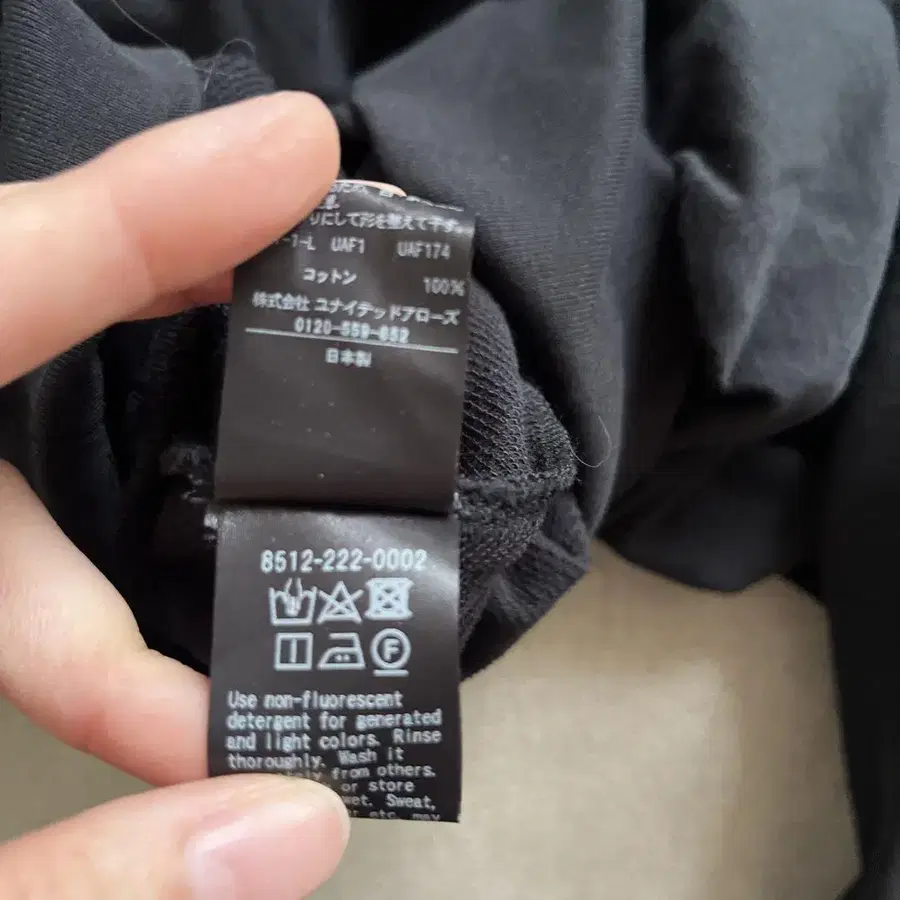 りにして形を整えて干す。
-1-L UAF1 UAF174
コットン 100%
株式会社 ユナイテッドアローズ
0120-559-652
日本製
8512-222-0002
F
Use non-fluorescent
detergent for generated
and light colors. Rinse
thoroughly. Wash it
from others.
or store
wet. Sweat,
etc. may